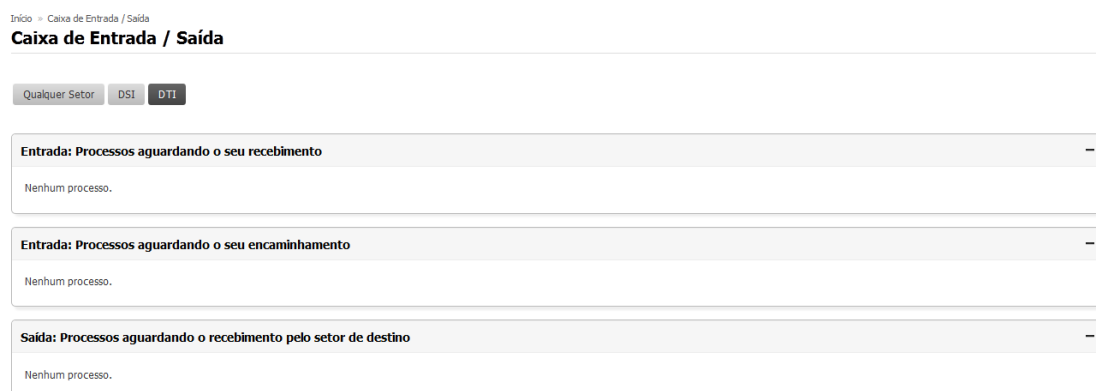 Início » Caixa de Entrada / Saída
Caixa de Entrada / Saída
Qualquer Setor DSI DTI
Entrada: Processos aguardando o seu recebimento
Nenhum processo.
Entrada: Processos aguardando o seu encaminhamento
Nenhum processo.
Saída: Processos aguardando o recebimento pelo setor de destino
Nenhum processo.